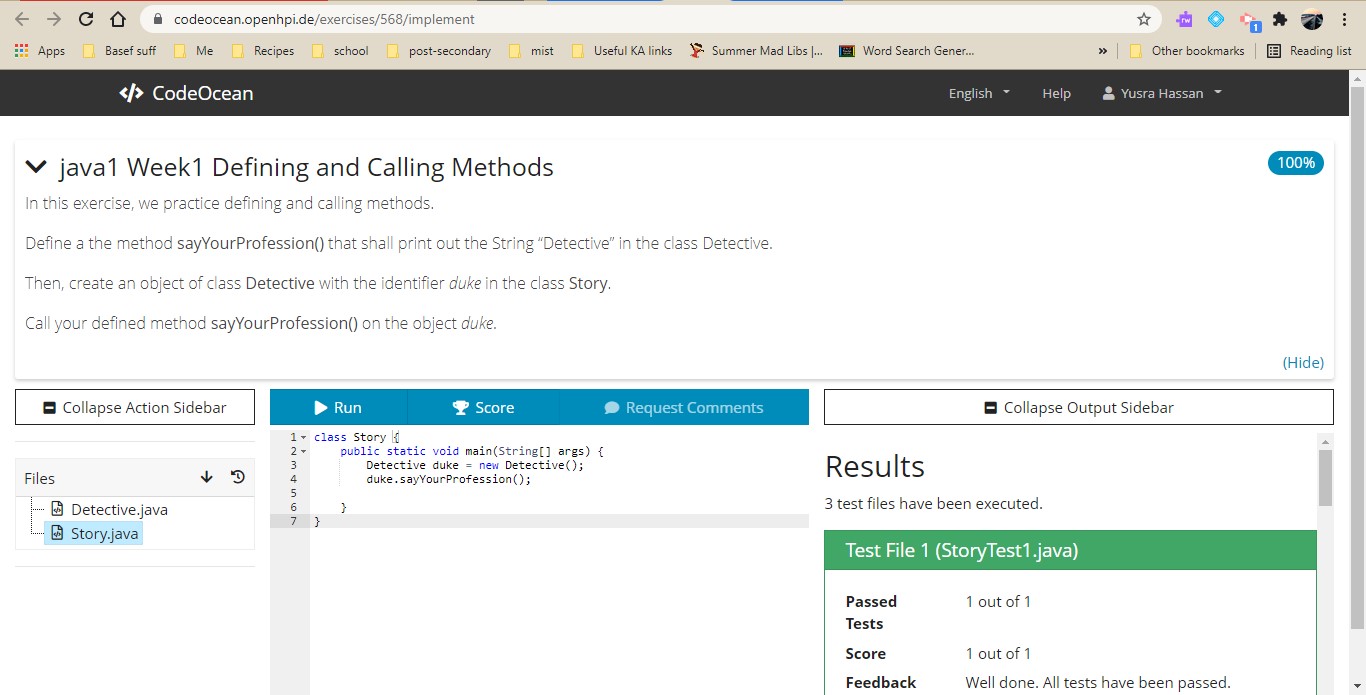 codeocean.openhpi.de/exercises/568/implement
Apps Basef suff Me Recipes school post-secondary mist Useful KA links Summer Mad Libs |... Word Search Gener... » Other bookmarks Reading list
</> CodeOcean English Help Yusra Hassan
java1 Week1 Defining and Calling Methods 100%
In this exercise, we practice defining and calling methods.
Define a the method sayYourProfession() that shall print out the String “Detective” in the class Detective.
Then, create an object of class Detective with the identifier duke in the class Story.
Call your defined method sayYourProfession() on the object duke.
(Hide)
Collapse Action Sidebar Run Score Request Comments Collapse Output Sidebar
Files
Detective.java
Story.java
1 class Story {
2 public static void main(String[] args) {
3 Detective duke = new Detective();
4 duke.sayYourProfession();
5
6 }
7 }
Results
3 test files have been executed.
Test File 1 (StoryTest1.java)
Passed Tests 1 out of 1
Score 1 out of 1
Feedback Well done. All tests have been passed.